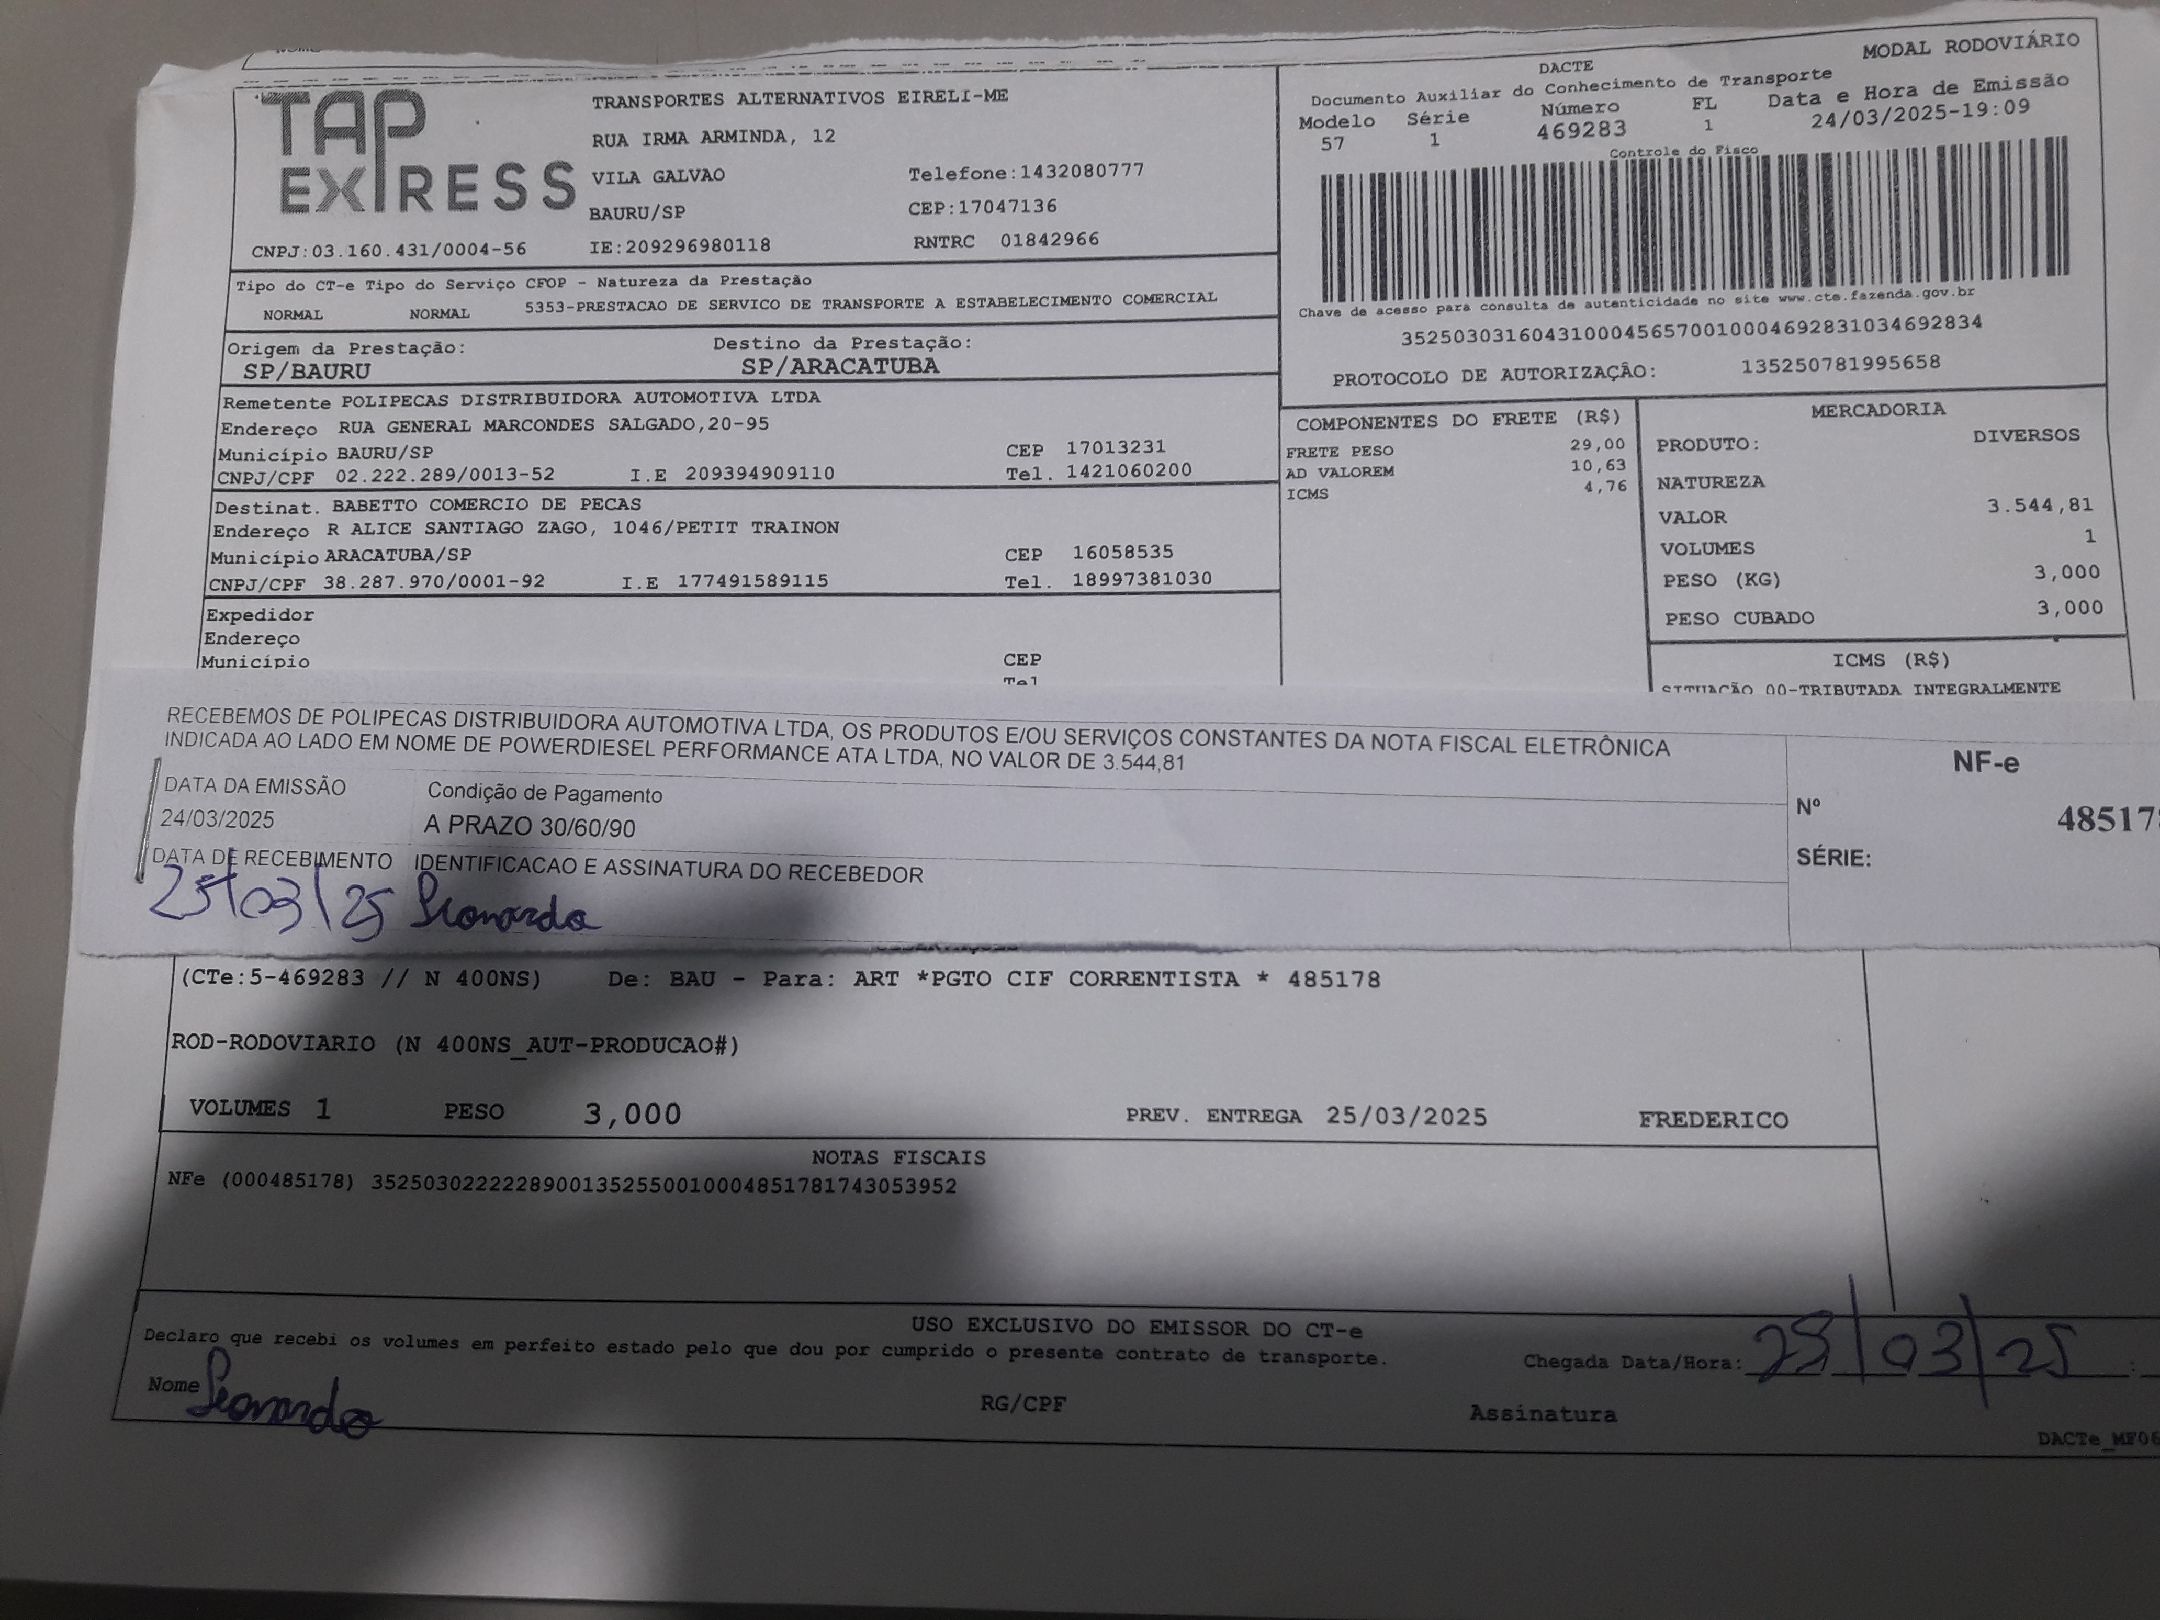 MODAL RODOVIÁRIO
TAP EXPRESS
TRANSPORTES ALTERNATIVOS EIRELI-ME
RUA IRMA ARMINDA, 12
VILA GALVAO Telefone:1432080777
BAURU/SP CEP:17047136
CNPJ:03.160.431/0004-56 IE:209296980118 RNTRC 01842966
DACTE
Documento Auxiliar do Conhecimento de Transporte
Modelo Série Número FL Data e Hora de Emissão
57 1 469283 1 24/03/2025-19:09
Controle do Fisco
Chave de acesso para consulta de autenticidade no site www.cte.fazenda.gov.br
35250303160431000456570010004692831034692834
PROTOCOLO DE AUTORIZAÇÃO: 135250781995658
Tipo do CT-e Tipo do Serviço CFOP - Natureza da Prestação
NORMAL NORMAL 5353-PRESTACAO DE SERVICO DE TRANSPORTE A ESTABELECIMENTO COMERCIAL
Origem da Prestação: Destino da Prestação:
SP/BAURU SP/ARACATUBA
Remetente POLIPECAS DISTRIBUIDORA AUTOMOTIVA LTDA
Endereço RUA GENERAL MARCONDES SALGADO,20-95
Município BAURU/SP CEP 17013231
CNPJ/CPF 02.222.289/0013-52 I.E 209394909110 Tel. 1421060200
Destinat. BABETTO COMERCIO DE PECAS
Endereço R ALICE SANTIAGO ZAGO, 1046/PETIT TRAINON
Município ARACATUBA/SP CEP 16058535
CNPJ/CPF 38.287.970/0001-92 I.E 177491589115 Tel. 18997381030
Expedidor
Endereço
Município CEP
Tel
COMPONENTES DO FRETE (R$)
FRETE PESO 29,00
AD VALOREM 10,63
ICMS 4,76
MERCADORIA
PRODUTO: DIVERSOS
NATUREZA
VALOR 3.544,81
VOLUMES 1
PESO (KG) 3,000
PESO CUBADO 3,000
ICMS (R$)
SITUAÇÃO 00-TRIBUTADA INTEGRALMENTE
RECEBEMOS DE POLIPECAS DISTRIBUIDORA AUTOMOTIVA LTDA, OS PRODUTOS E/OU SERVIÇOS CONSTANTES DA NOTA FISCAL ELETRÔNICA
INDICADA AO LADO EM NOME DE POWERDIESEL PERFORMANCE ATA LTDA, NO VALOR DE 3.544,81
DATA DA EMISSÃO Condição de Pagamento
24/03/2025 A PRAZO 30/60/90
DATA DE RECEBIMENTO IDENTIFICACAO E ASSINATURA DO RECEBEDOR
25/03/25 Leonardo
NF-e
Nº 48517
SÉRIE:
(CTe:5-469283 // N 400NS) De: BAU - Para: ART *PGTO CIF CORRENTISTA * 485178
ROD-RODOVIARIO (N 400NS_AUT-PRODUCAO#)
VOLUMES 1 PESO 3,000 PREV. ENTREGA 25/03/2025 FREDERICO
NOTAS FISCAIS
NFe (000485178) 35250302222289001352550010004851781743053952
USO EXCLUSIVO DO EMISSOR DO CT-e
Declaro que recebi os volumes em perfeito estado pelo que dou por cumprido o presente contrato de transporte.
Chegada Data/Hora: 25/03/25 :
Nome Leonardo RG/CPF Assinatura
DACTe_MF06